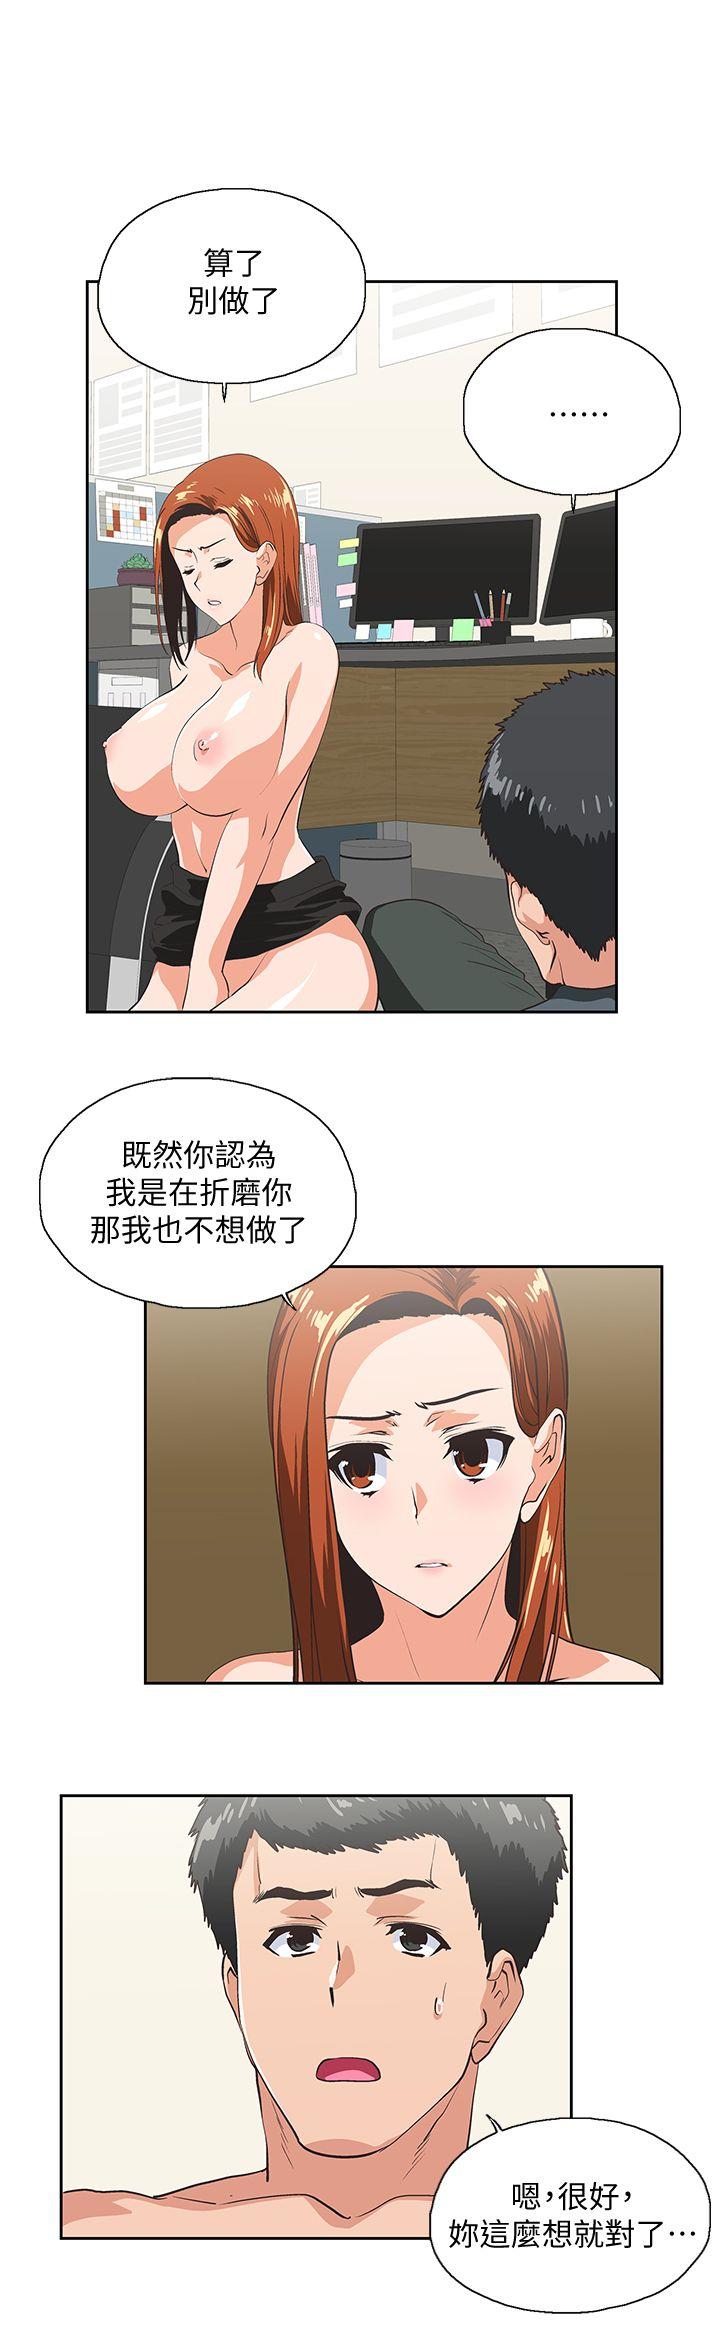 算了
別做了
⋯⋯
既然你認為
我是在折磨你
那我也不想做了
嗯，很好，
妳這麼想就對了⋯